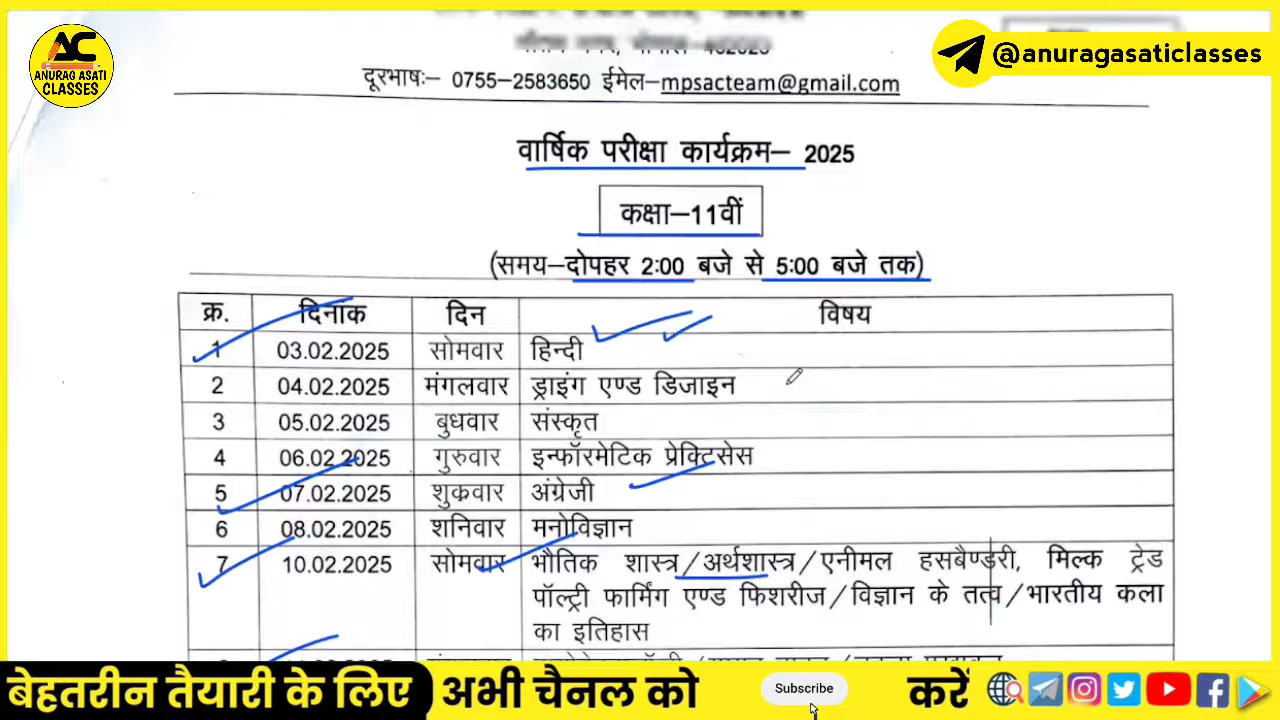 AC
ANURAG ASATI
CLASSES
@anuragasaticlasses
दूरभाषः– 0755–2583650 ईमेल–mpsacteam@gmail.com
वार्षिक परीक्षा कार्यक्रम– 2025
कक्षा–11वीं
(समय–दोपहर 2:00 बजे से 5:00 बजे तक)
क्र. दिनाक दिन विषय
1 03.02.2025 सोमवार हिन्दी
2 04.02.2025 मंगलवार ड्राइंग एण्ड डिजाइन
3 05.02.2025 बुधवार संस्कृत
4 06.02.2025 गुरुवार इन्फॉरमेटिक प्रेक्टिसेस
5 07.02.2025 शुकवार अंग्रेजी
6 08.02.2025 शनिवार मनोविज्ञान
7 10.02.2025 सोमवार भौतिक शास्त्र/अर्थशास्त्र/एनीमल हसबैण्डरी, मिल्क ट्रेड
पॉल्ट्री फार्मिंग एण्ड फिशरीज/विज्ञान के तत्व/भारतीय कला
का इतिहास
बेहतरीन तैयारी के लिए अभी चैनल को Subscribe करें